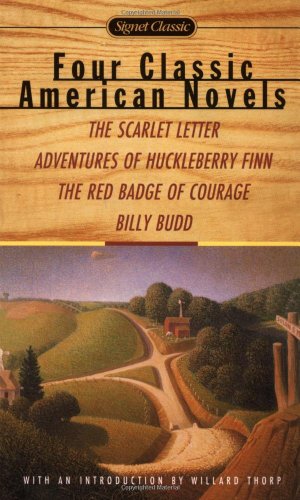 Signet Classic
Four Classic
American Novels
THE SCARLET LETTER
ADVENTURES OF HUCKLEBERRY FINN
THE RED BADGE OF COURAGE
BILLY BUDD
WITH AN INTRODUCTION BY WILLARD THORP